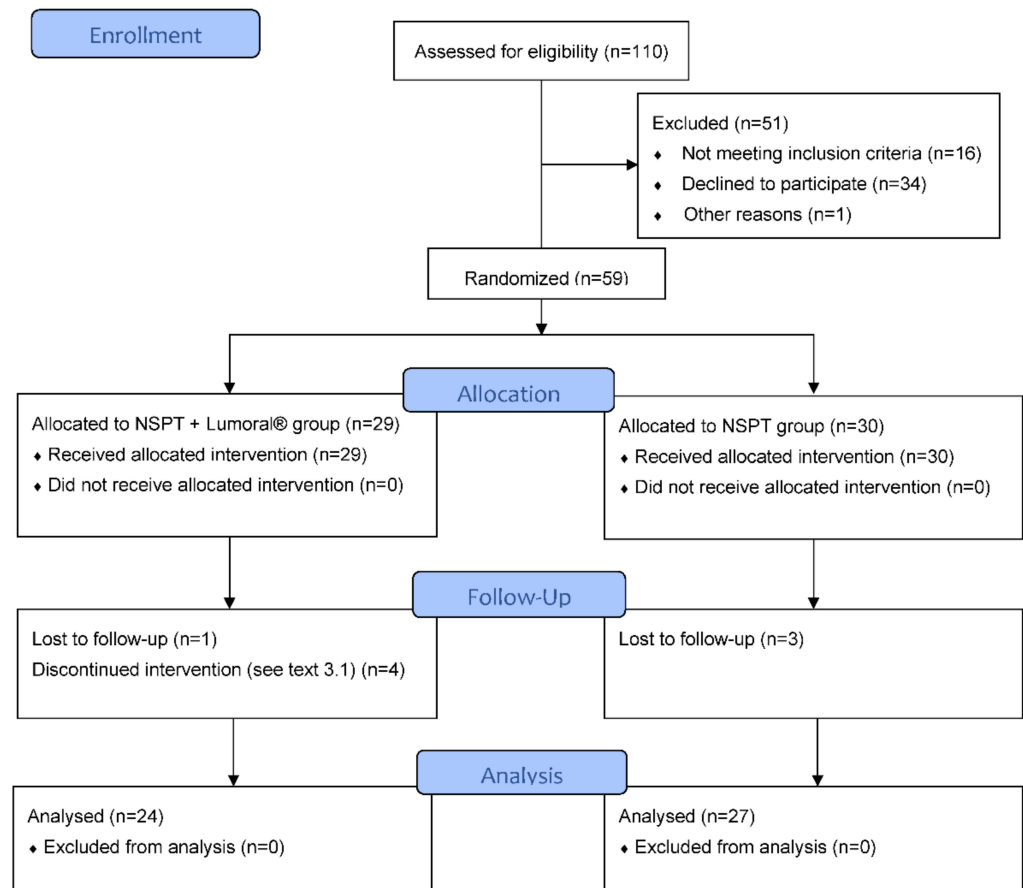 Enrollment
Assessed for eligibility (n=110)
Excluded (n=51)
♦ Not meeting inclusion criteria (n=16)
♦ Declined to participate (n=34)
♦ Other reasons (n=1)
Randomized (n=59)
Allocation
Allocated to NSPT + Lumoral® group (n=29)
♦ Received allocated intervention (n=29)
♦ Did not receive allocated intervention (n=0)
Allocated to NSPT group (n=30)
♦ Received allocated intervention (n=30)
♦ Did not receive allocated intervention (n=0)
Follow-Up
Lost to follow-up (n=1)
Discontinued intervention (see text 3.1) (n=4)
Lost to follow-up (n=3)
Analysis
Analysed (n=24)
♦ Excluded from analysis (n=0)
Analysed (n=27)
♦ Excluded from analysis (n=0)